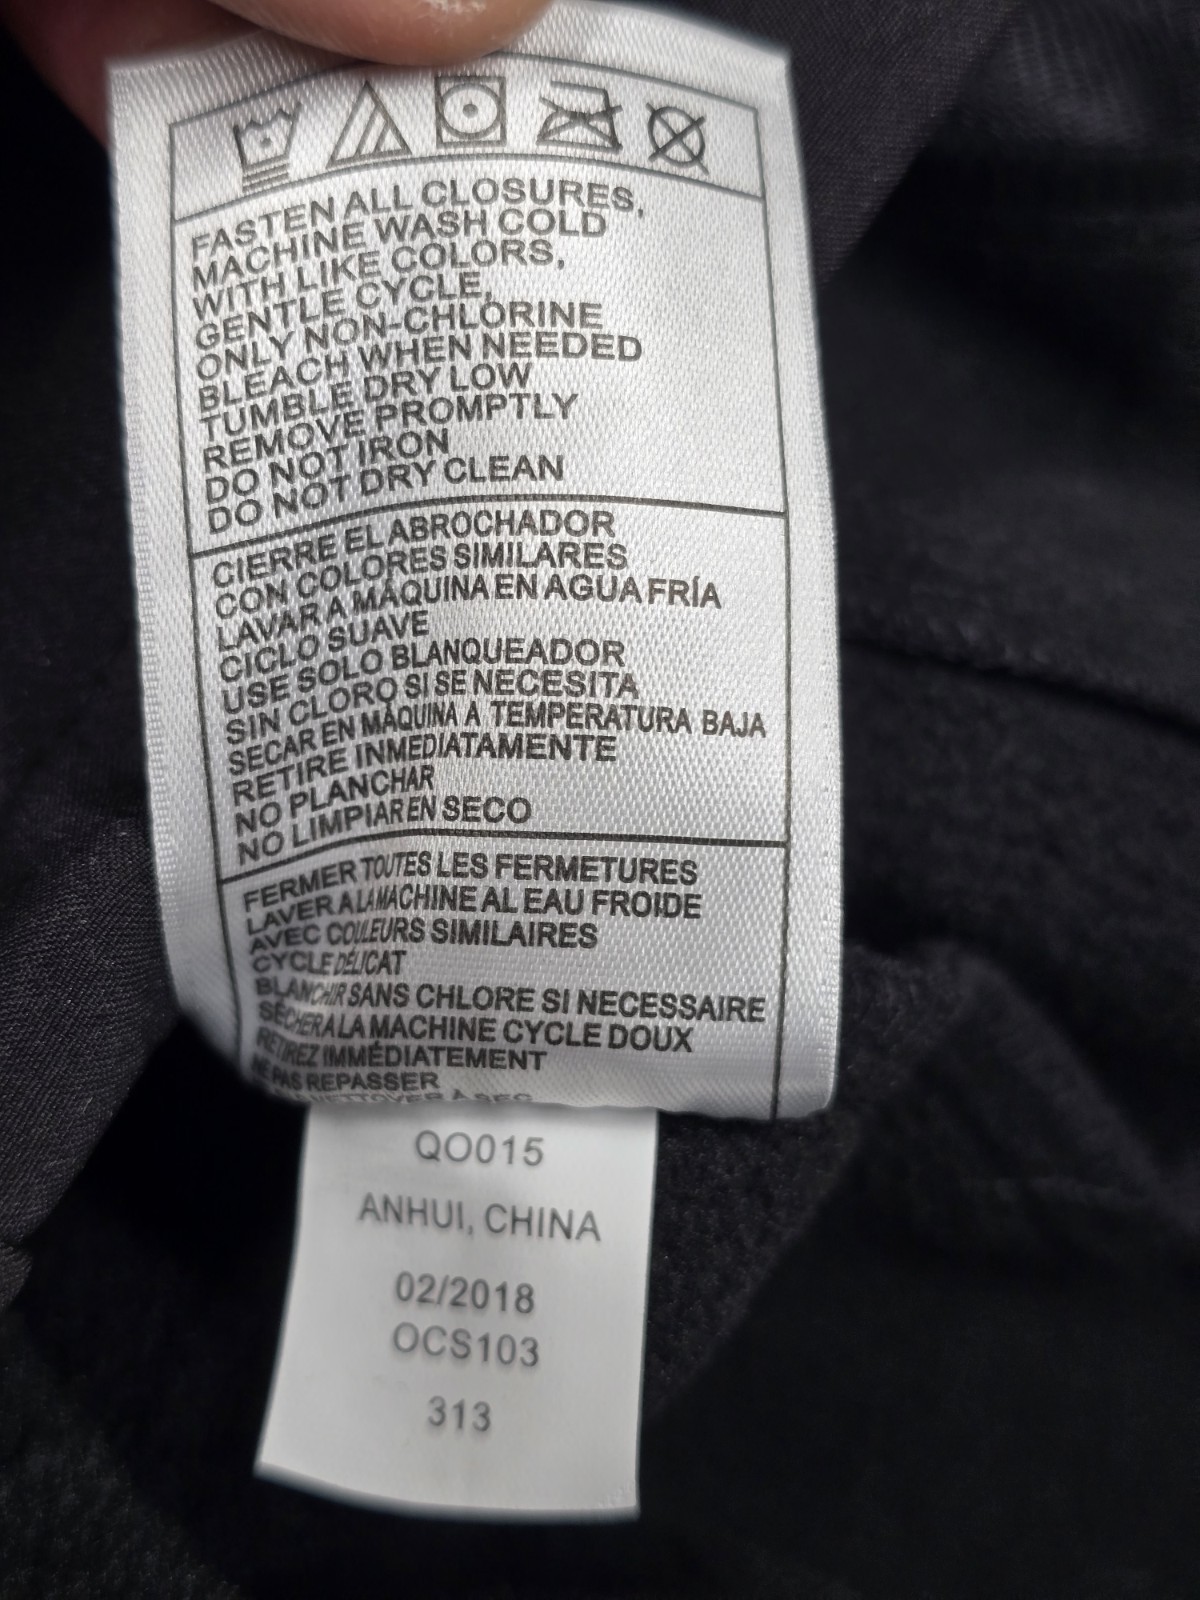 FASTEN ALL CLOSURES,
MACHINE WASH COLD
WITH LIKE COLORS,
GENTLE CYCLE,
ONLY NON-CHLORINE
BLEACH WHEN NEEDED
TUMBLE DRY LOW
REMOVE PROMPTLY
DO NOT IRON
DO NOT DRY CLEAN
CIERRE EL ABROCHADOR
CON COLORES SIMILARES
LAVAR A MÁQUINA EN AGUA FRÍA
CICLO SUAVE
USE SOLO BLANQUEADOR
SIN CLORO SI SE NECESITA
SECAR EN MÁQUINA A TEMPERATURA BAJA
RETIRE INMEDIATAMENTE
NO PLANCHAR
NO LIMPIAR EN SECO
FERMER TOUTES LES FERMETURES
LAVER A LA MACHINE AL EAU FROIDE
AVEC COULEURS SIMILAIRES
CYCLE DÉLICAT
BLANCHIR SANS CHLORE SI NECESSAIRE
SÉCHER A LA MACHINE CYCLE DOUX
RETIREZ IMMÉDIATEMENT
NE PAS REPASSER
NETTOYER À SEC
QO015
ANHUI, CHINA
02/2018
OCS103
313